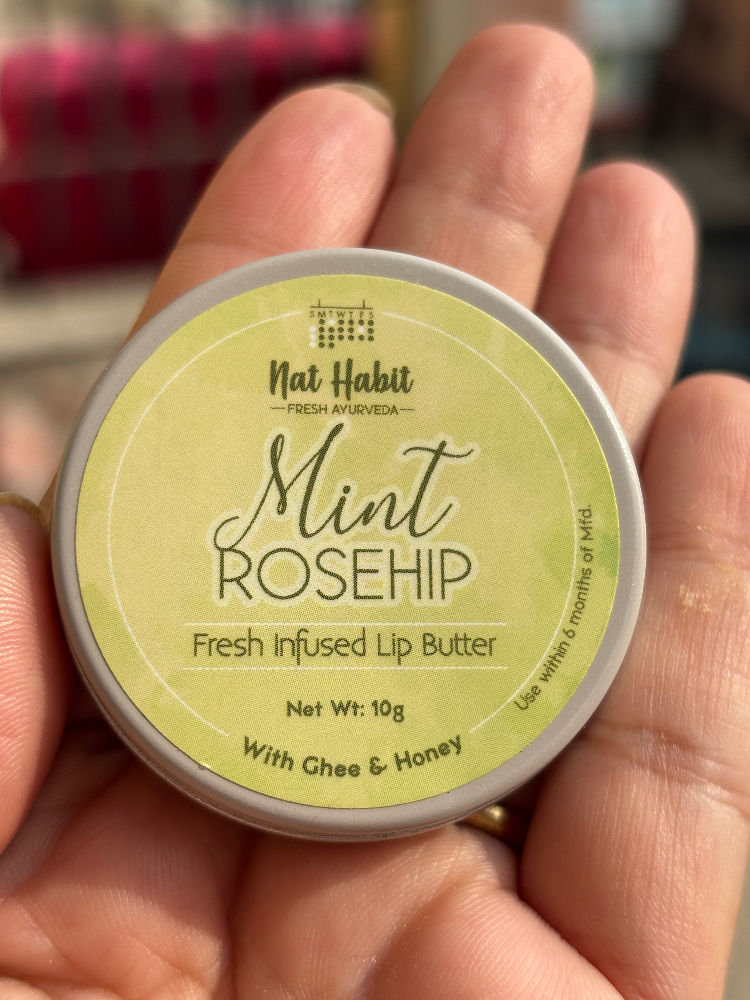 S M T W T F S
Nat Habit
FRESH AYURVEDA
Mint
ROSEHIP
Fresh Infused Lip Butter
Net Wt: 10g
With Ghee & Honey
Use within 6 months of Mfd.